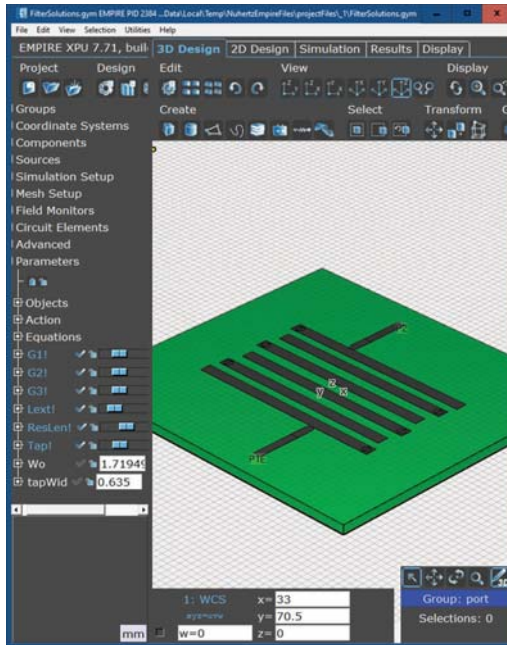 FilterSolutions.gym EMPIRE PID 2384 ..Data\Local\Temp\NuhertzEmpireFiles\projectFiles\_1\FilterSolutions.gym
File Edit View Selection Utilities Help
EMPIRE XPU 7.71, buil 3D Design 2D Design Simulation Results Display
Project Design Edit View Display
Groups Create Select Transform
Coordinate Systems
Components
Sources
Simulation Setup
Mesh Setup
Field Monitors
Circuit Elements
Advanced
Parameters
Objects
Action
Equations
G1!
G2!
G3!
Lext!
ResLen!
Tap!
Wo 1.71949
tapWid 0.635
z
y x
1: WCS x= 33
xyz=uvw y= 70.5
mm w=0 z= 0
Group: port
Selections: 0